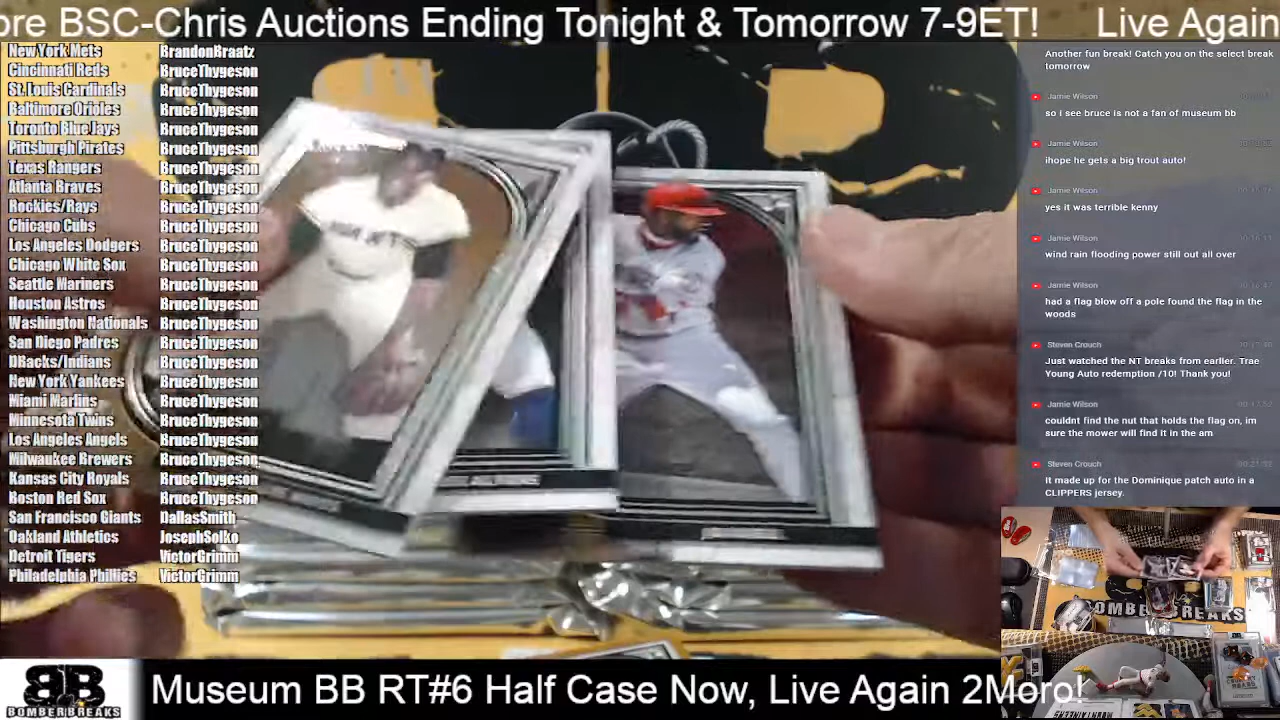 ore BSC-Chris Auctions Ending Tonight & Tomorrow 7-9ET! Live Again
New York Mets BrandonBraatz
Cincinnati Reds BruceThygeson
St. Louis Cardinals BruceThygeson
Baltimore Orioles BruceThygeson
Toronto Blue Jays BruceThygeson
Pittsburgh Pirates BruceThygeson
Texas Rangers BruceThygeson
Atlanta Braves BruceThygeson
Rockies/Rays BruceThygeson
Chicago Cubs BruceThygeson
Los Angeles Dodgers BruceThygeson
Chicago White Sox BruceThygeson
Seattle Mariners BruceThygeson
Houston Astros BruceThygeson
Washington Nationals BruceThygeson
San Diego Padres BruceThygeson
DBacks/Indians BruceThygeson
New York Yankees BruceThygeson
Miami Marlins BruceThygeson
Minnesota Twins BruceThygeson
Los Angeles Angels BruceThygeson
Milwaukee Brewers BruceThygeson
Kansas City Royals BruceThygeson
Boston Red Sox BruceThygeson
San Francisco Giants DallasSmith
Oakland Athletics JosephSolko
Detroit Tigers VictorGrimm
Philadelphia Phillies VictorGrimm
Another fun break! Catch you on the select break
tomorrow
Jamie Wilson
so i see bruce is not a fan of museum bb
Jamie Wilson
ihope he gets a big trout auto!
Jamie Wilson
yes it was terrible kenny
Jamie Wilson
wind rain flooding power still out all over
Jamie Wilson
had a flag blow off a pole found the flag in the
woods
Steven Crouch
Just watched the NT breaks from earlier. Trae
Young Auto redemption /10! Thank you!
Jamie Wilson
couldnt find the nut that holds the flag on, im
sure the mower will find it in the am
Steven Crouch
It made up for the Dominique patch auto in a
CLIPPERS jersey.
BOMBERBREAKS
BB
BOMBERBREAKS
Museum BB RT#6 Half Case Now, Live Again 2Moro!